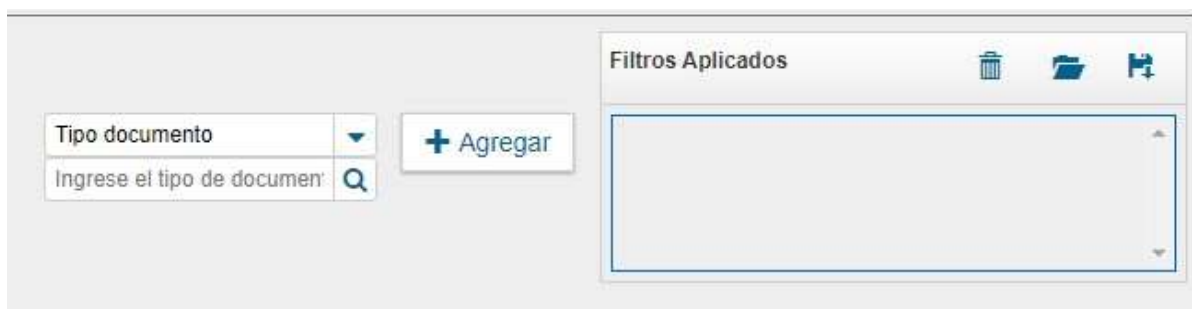 Filtros Aplicados
Tipo documento
Agregar
Ingrese el tipo de documen